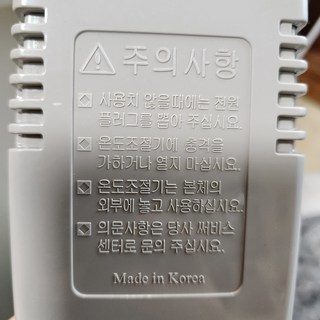 주의사항
사용치 않을때에는 전원
플러그를 뽑아 주십시요.
온도조절기에 충격을
가하거나 열지 마십시요.
온도조절기는 본체의
외부에 놓고 사용하십시요.
의문사항은 당사 써비스
센터로 문의 주십시요.
Made in Korea